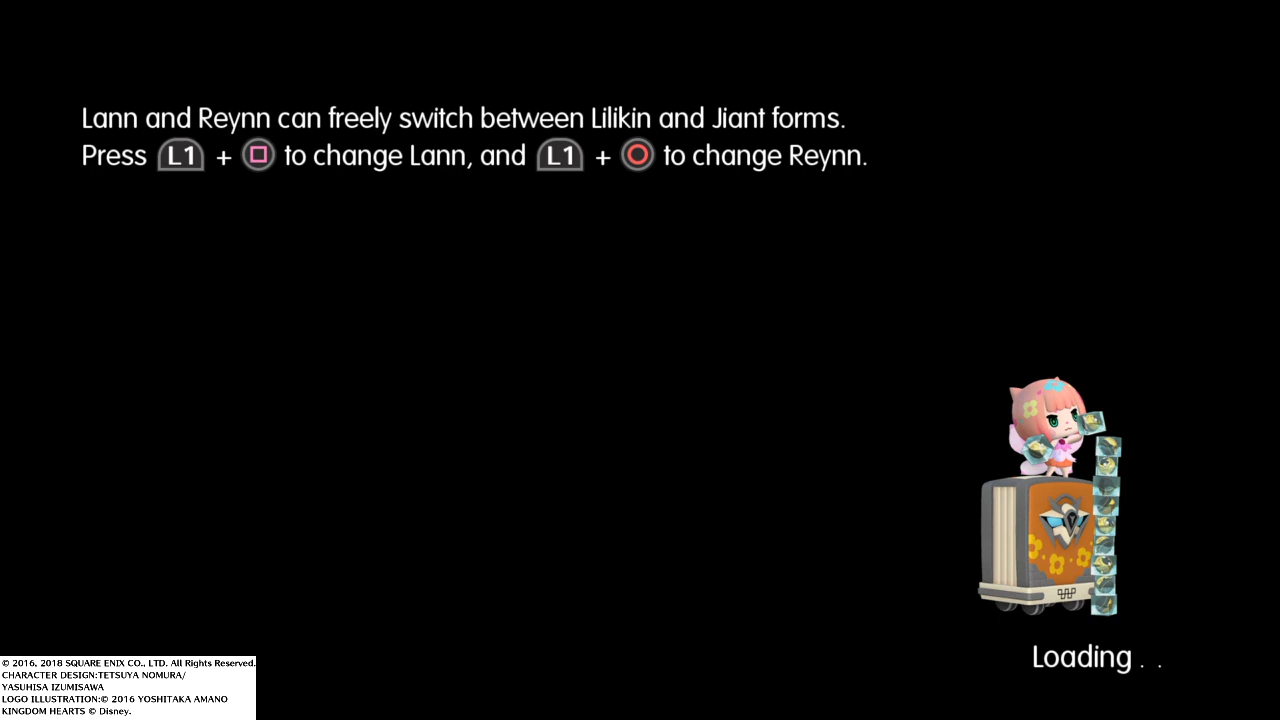 Lann and Reynn can freely switch between Lilikin and Jiant forms.
Press L1 + to change Lann, and L1 + to change Reynn.
Loading . .
© 2016, 2018 SQUARE ENIX CO., LTD. All Rights Reserved.
CHARACTER DESIGN:TETSUYA NOMURA/
YASUHISA IZUMISAWA
LOGO ILLUSTRATION:© 2016 YOSHITAKA AMANO
KINGDOM HEARTS © Disney.